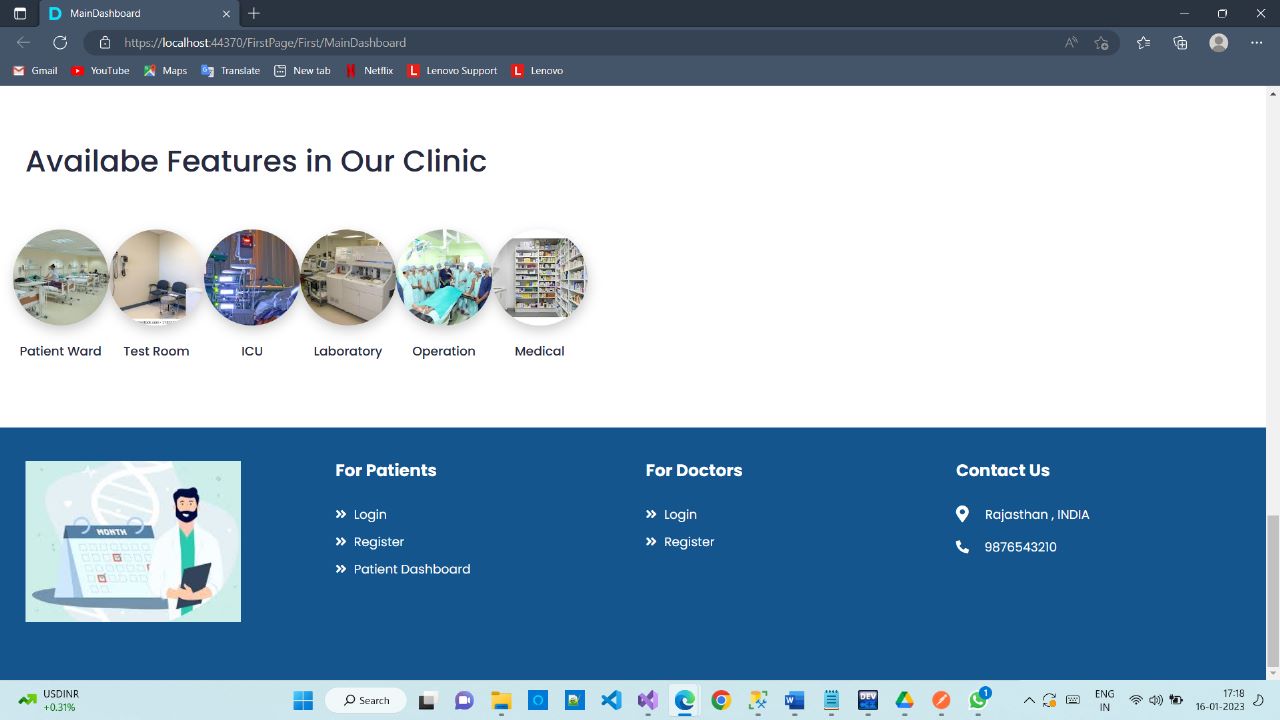 MainDashboard
https://localhost:44370/FirstPage/First/MainDashboard
Gmail YouTube Maps Translate New tab Netflix Lenovo Support Lenovo
Availabe Features in Our Clinic
Patient Ward Test Room ICU Laboratory Operation Medical
MONTH
For Patients
Login
Register
Patient Dashboard
For Doctors
Login
Register
Contact Us
Rajasthan , INDIA
9876543210
USDINR
+0.31%
Search
DEV
1
ENG
IN
17:18
16-01-2023